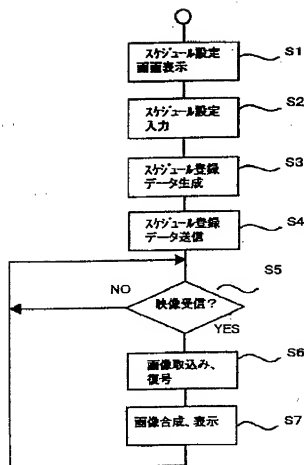 スケジュール設定
画面表示
S1
スケジュール設定
入力
S2
スケジュール登録
データ生成
S3
スケジュール登録
データ送信
S4
映像受信?
S5
NO
YES
画像取込み、
復号
S6
画像合成、表示
S7